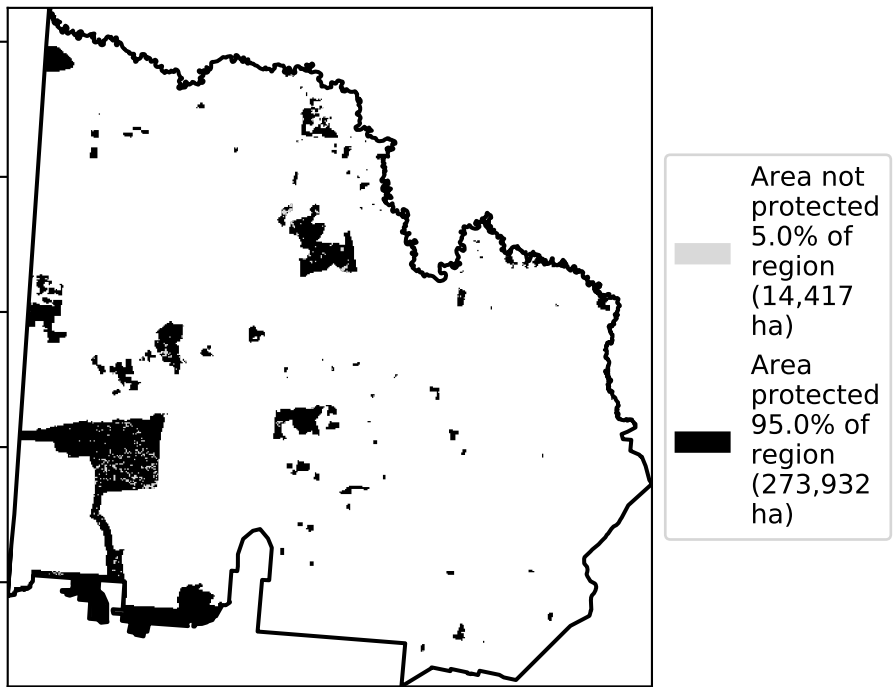 Area not
protected
5.0% of
region
(14,417
ha)
Area
protected
95.0% of
region
(273,932
ha)